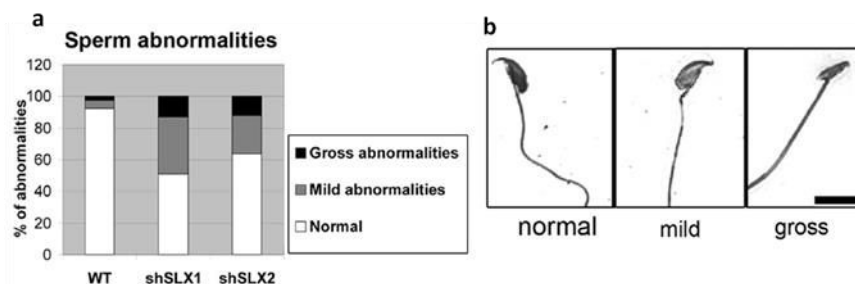 a
Sperm abnormalities
% of abnormalities
120
100
80
60
40
20
0
WT shSLX1 shSLX2
Gross abnormalities
Mild abnormalities
Normal
b
normal mild gross